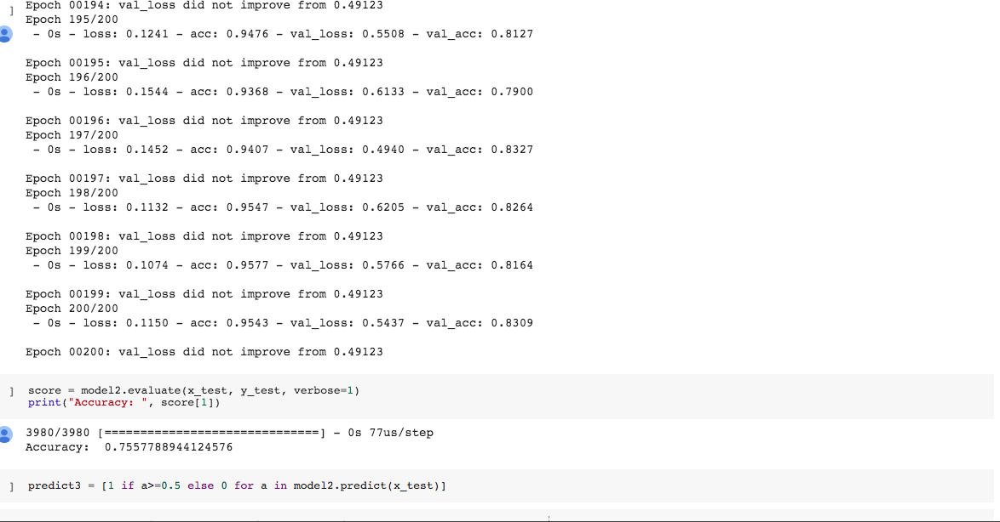 Epoch 00194: val_loss did not improve from 0.49123
]
Epoch 195/200
- 0s - loss: 0.1241 - acc: 0.9476 - val_loss: 0.5508 - val_acc: 0.8127
Epoch 00195: val_loss did not improve from 0.49123
Epoch 196/200
- 0s - loss: 0.1544 - acc: 0.9368 - val_loss: 0.6133 - val_acc: 0.7900
Epoch 00196: val_loss did not improve from 0.49123
Epoch 197/200
- 0s - loss: 0.1452 - acc: 0.9407 - val_loss: 0.4940 - val_acc: 0.8327
Epoch 00197: val_loss did not improve from 0.49123
Epoch 198/200
- 0s - loss: 0.1132 - acc: 0.9547 - val_loss: 0.6205 - val_acc: 0.8264
Epoch 00198: val_loss did not improve from 0.49123
Epoch 199/200
- 0s - loss: 0.1074 - acc: 0.9577 - val_loss: 0.5766 - val_acc: 0.8164
Epoch 00199: val_loss did not improve from 0.49123
Epoch 200/200
- 0s - loss: 0.1150 - acc: 0.9543 - val_loss: 0.5437 - val_acc: 0.8309
Epoch 00200: val_loss did not improve from 0.49123
] score = model2.evaluate(x_test, y_test, verbose=1)
print("Accuracy: ", score[1])
3980/3980 [==============================] - 0s 77us/step
Accuracy:  0.7557788944124576
] predict3 = [1 if a>=0.5 else 0 for a in model2.predict(x_test)]